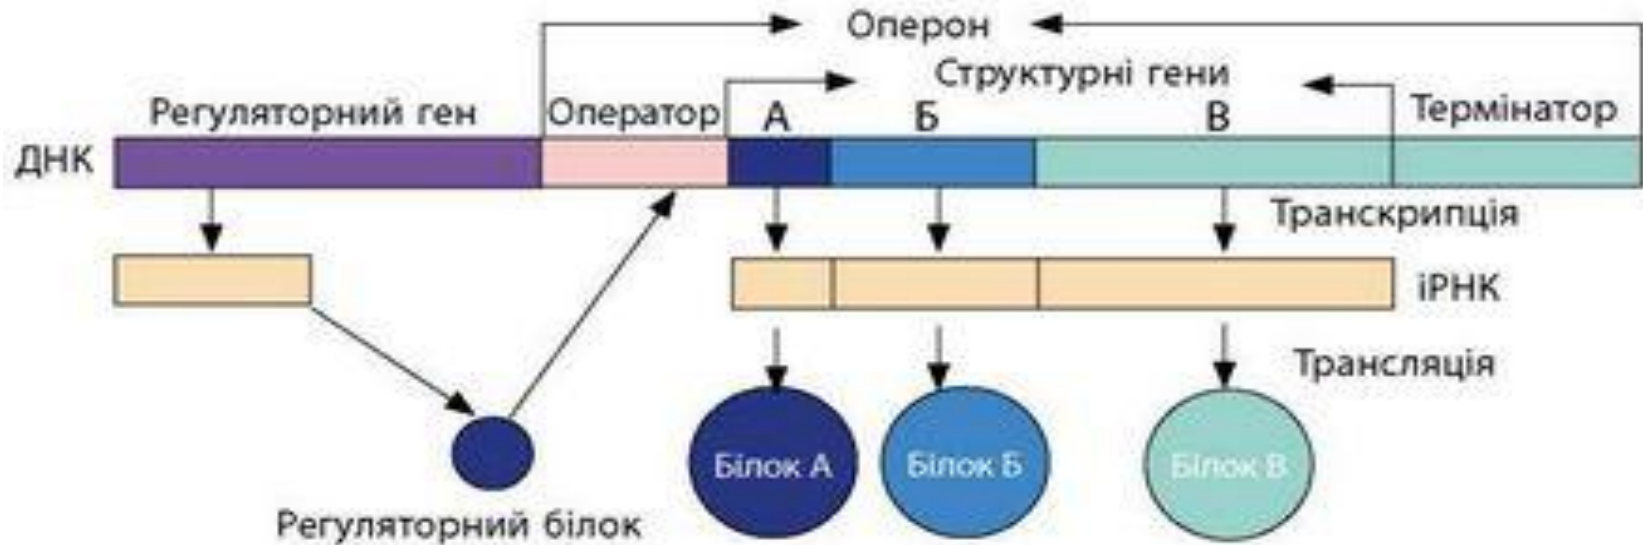 Оперон
Структурні гени
Регуляторний ген
Оператор
А
Б
В
Термінатор
ДНК
Транскрипція
іРНК
Трансляція
Білок А
Білок Б
Білок В
Регуляторний білок